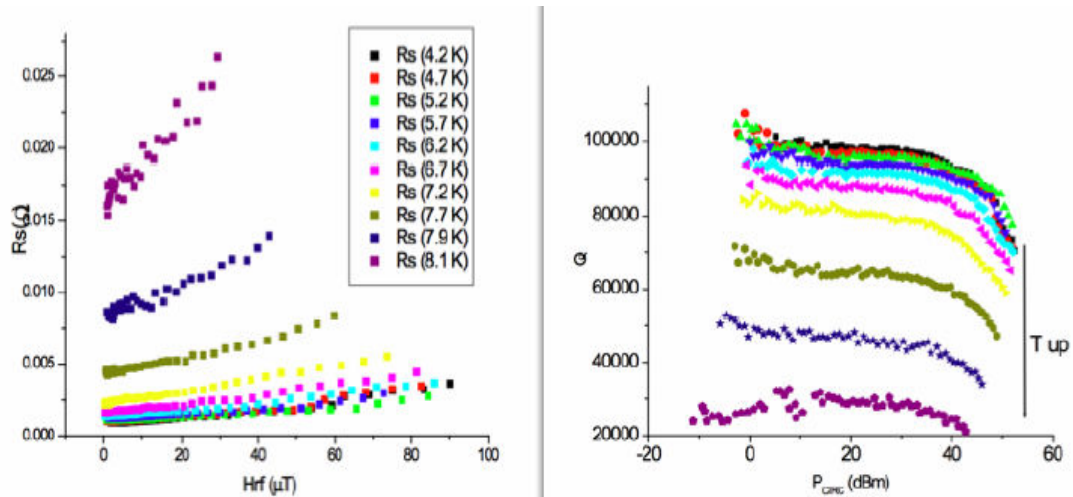 Rs (Ω
0.025
0.020
0.015
0.010
0.005
0.000
0 20 40 60 80 100
Hrf (µT)
Rs (4.2 K)
Rs (4.7 K)
Rs (5.2 K)
Rs (5.7 K)
Rs (6.2 K)
Rs (6.7 K)
Rs (7.2 K)
Rs (7.7 K)
Rs (7.9 K)
Rs (8.1 K)
Q
100000
80000
60000
40000
20000
-20 0 20 40 60
P (dBm)
T up